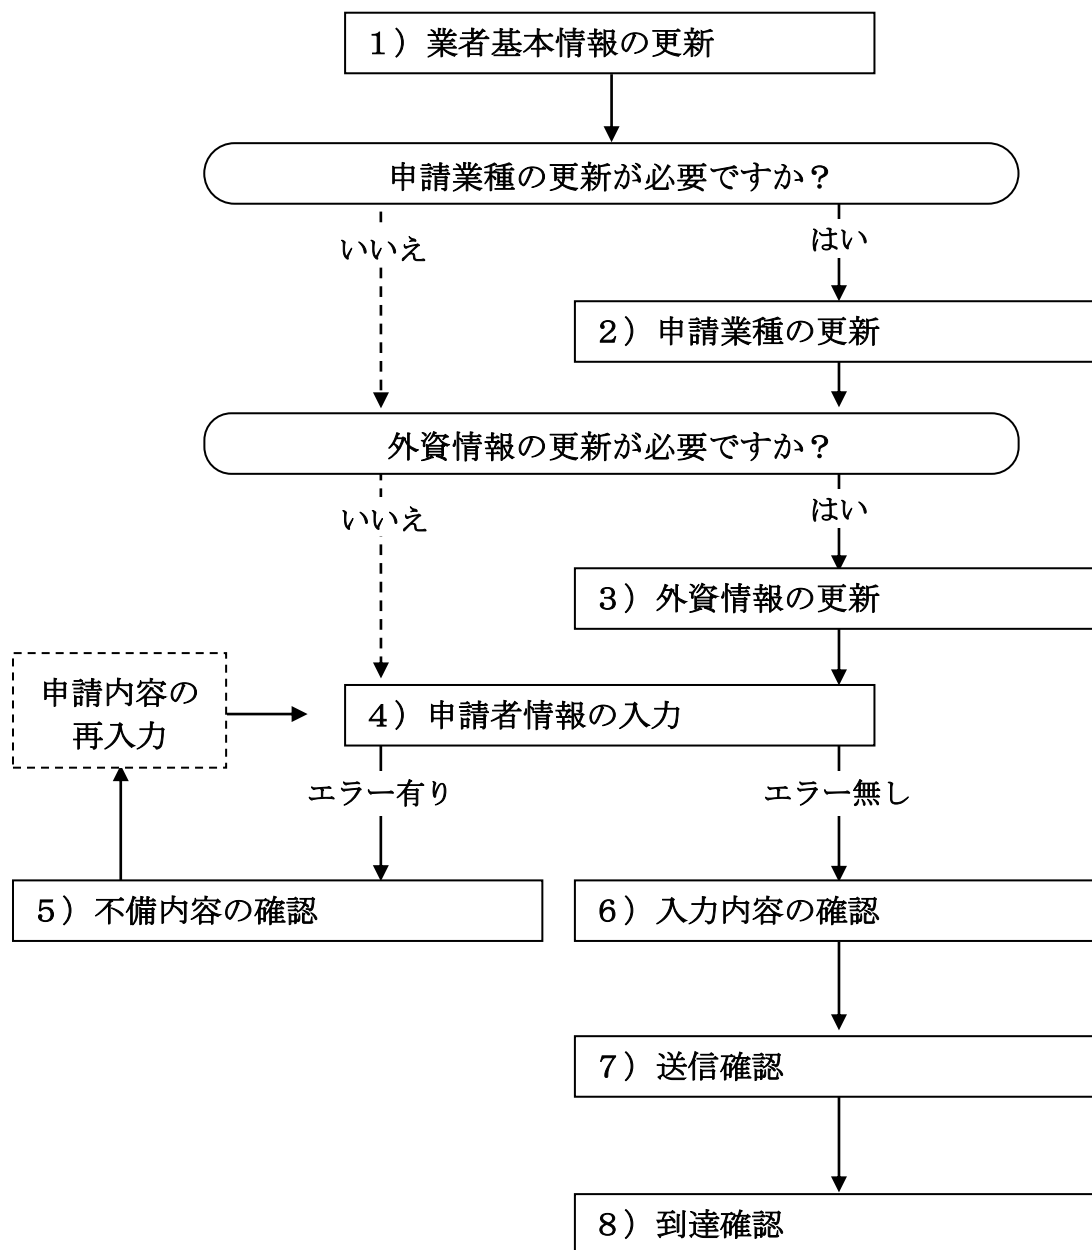 １）業者基本情報の更新
申請業種の更新が必要ですか？
いいえ
はい
２）申請業種の更新
外資情報の更新が必要ですか？
いいえ
はい
３）外資情報の更新
申請内容の
再入力
４）申請者情報の入力
エラー有り
エラー無し
５）不備内容の確認
６）入力内容の確認
７）送信確認
８）到達確認